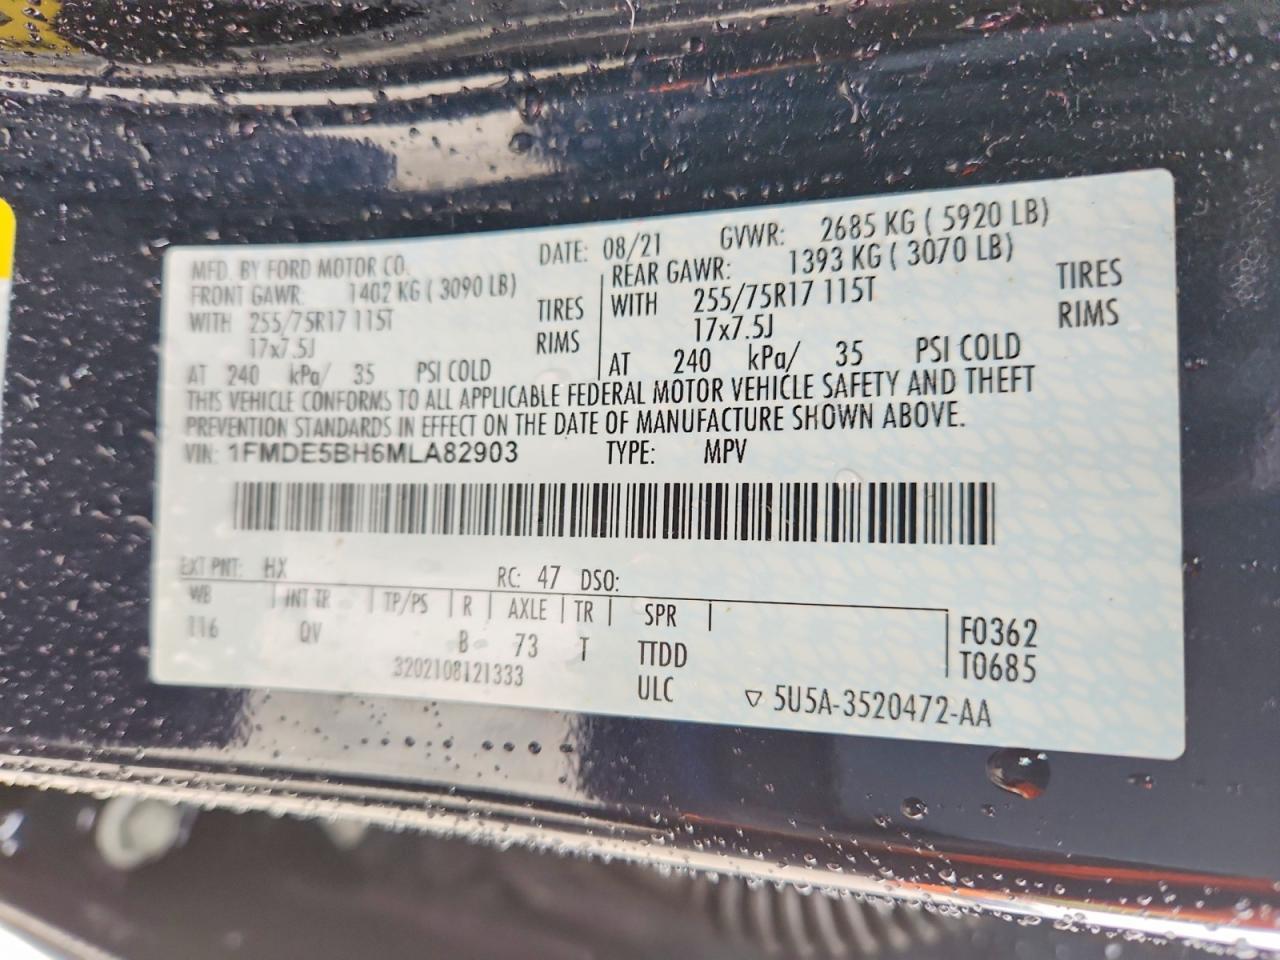 MFD. BY FORD MOTOR CO. DATE: 08/21 GVWR: 2685 KG ( 5920 LB)
FRONT GAWR: 1402 KG ( 3090 LB)
WITH 255/75R17 115T TIRES
17x7.5J RIMS
AT 240 kPa/ 35 PSI COLD
REAR GAWR: 1393 KG ( 3070 LB)
WITH 255/75R17 115T TIRES
17x7.5J RIMS
AT 240 kPa/ 35 PSI COLD
THIS VEHICLE CONFORMS TO ALL APPLICABLE FEDERAL MOTOR VEHICLE SAFETY AND THEFT
PREVENTION STANDARDS IN EFFECT ON THE DATE OF MANUFACTURE SHOWN ABOVE.
VIN: 1FMDE5BH6MLA82903 TYPE: MPV
EXT PNT: HX RC: 47 DSO:
WB INT TR TP/PS R AXLE TR SPR
116 QV B 73 T TTDD
F0362
T0685
3202108121333 ULC ▽ 5U5A-3520472-AA